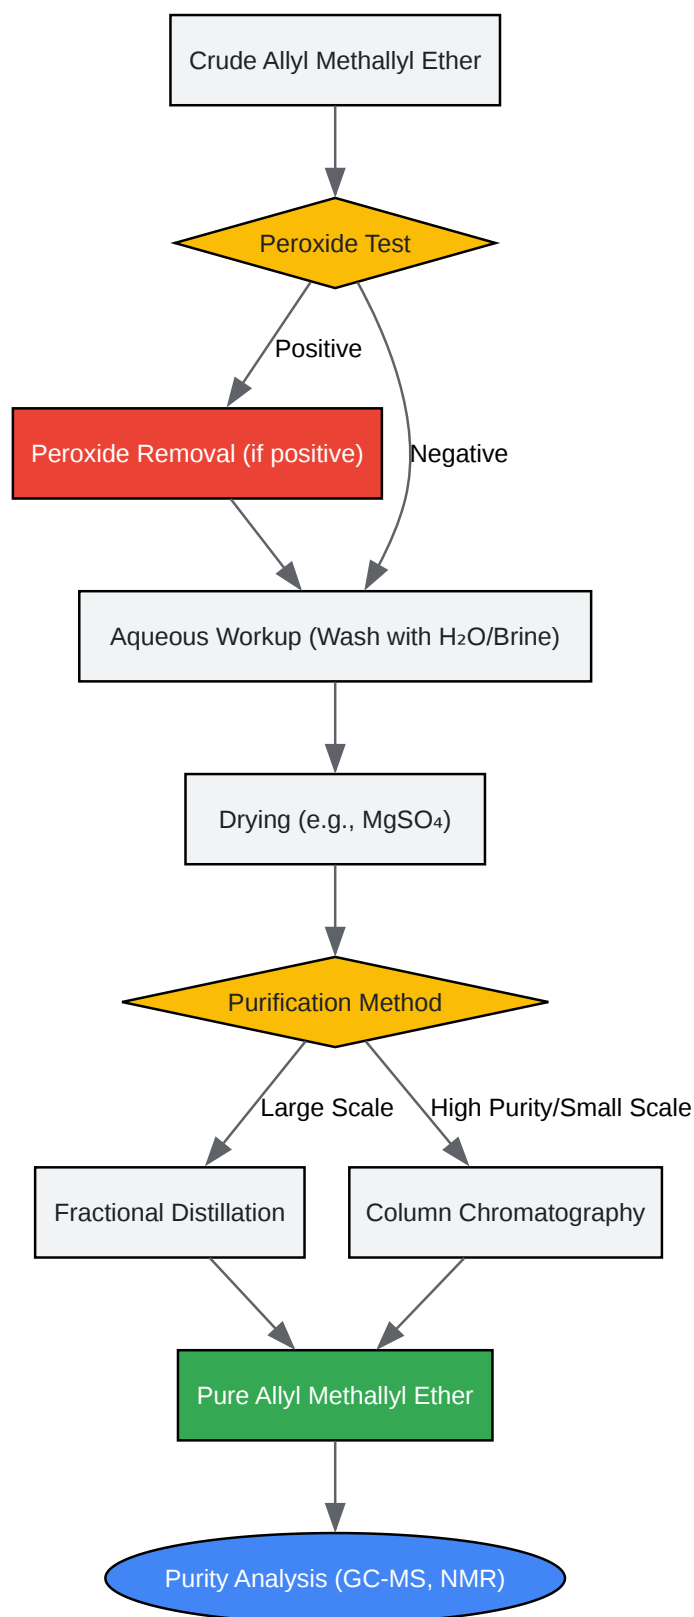 Crude Allyl Methallyl Ether
Peroxide Test
Positive
Peroxide Removal (if positive)
Negative
Aqueous Workup (Wash with H₂O/Brine)
Drying (e.g., MgSO₄)
Purification Method
Large Scale
High Purity/Small Scale
Fractional Distillation
Column Chromatography
Pure Allyl Methallyl Ether
Purity Analysis (GC-MS, NMR)